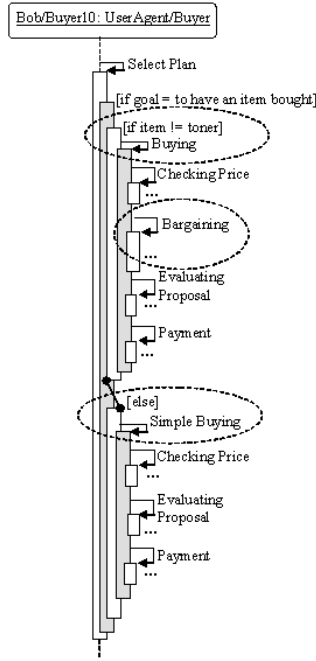 Bob/Buyer10: UserAgent/Buyer
Select Plan
[if goal = to have an item bought]
[if item != toner]
Buying
Checking Price
...
Bargaining
...
Evaluating
Proposal
...
Payment
...
[else]
Simple Buying
Checking Price
...
Evaluating
Proposal
...
Payment
...